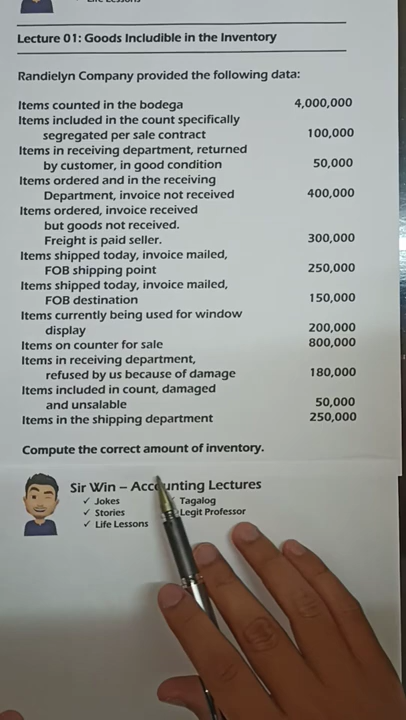 Lecture 01: Goods Includible in the Inventory
Randielyn Company provided the following data:
Items counted in the bodega 4,000,000
Items included in the count specifically
segregated per sale contract 100,000
Items in receiving department, returned
by customer, in good condition 50,000
Items ordered and in the receiving
Department, invoice not received 400,000
Items ordered, invoice received
but goods not received.
Freight is paid seller. 300,000
Items shipped today, invoice mailed,
FOB shipping point 250,000
Items shipped today, invoice mailed,
FOB destination 150,000
Items currently being used for window
display 200,000
Items on counter for sale 800,000
Items in receiving department,
refused by us because of damage 180,000
Items included in count, damaged
and unsalable 50,000
Items in the shipping department 250,000
Compute the correct amount of inventory.
Sir Win – Accounting Lectures
✓ Jokes ✓ Tagalog
✓ Stories Legit Professor
✓ Life Lessons